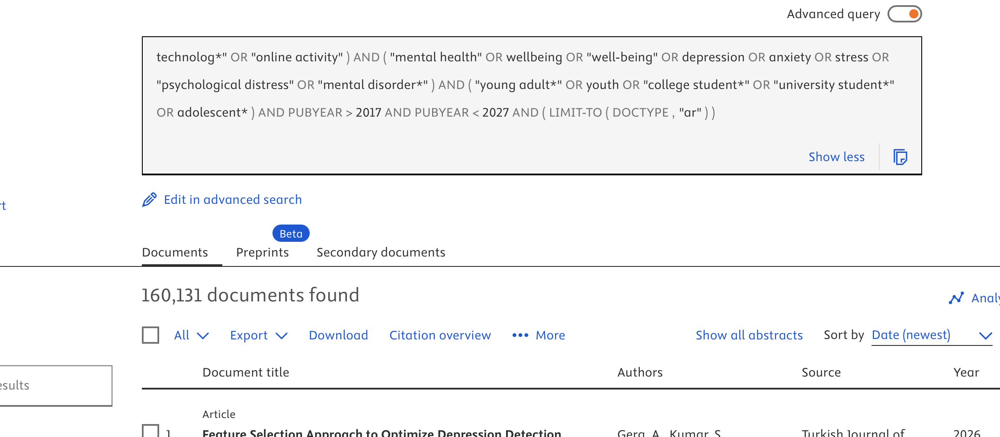 Advanced query
technolog*" OR "online activity" ) AND ( "mental health" OR wellbeing OR "well-being" OR depression OR anxiety OR stress OR
"psychological distress" OR "mental disorder*" ) AND ( "young adult*" OR youth OR "college student*" OR "university student*"
OR adolescent* ) AND PUBYEAR > 2017 AND PUBYEAR < 2027 AND ( LIMIT-TO ( DOCTYPE , "ar" ) )
Show less
Edit in advanced search
rt
Beta
Documents Preprints Secondary documents
160,131 documents found
Analy
All Export Download Citation overview ••• More Show all abstracts Sort by Date (newest)
Document title Authors Source Year
esults
Article
1 Feature Selection Approach to Optimize Depression Detection Gera, A., Kumar, S. Turkish Journal of 2026